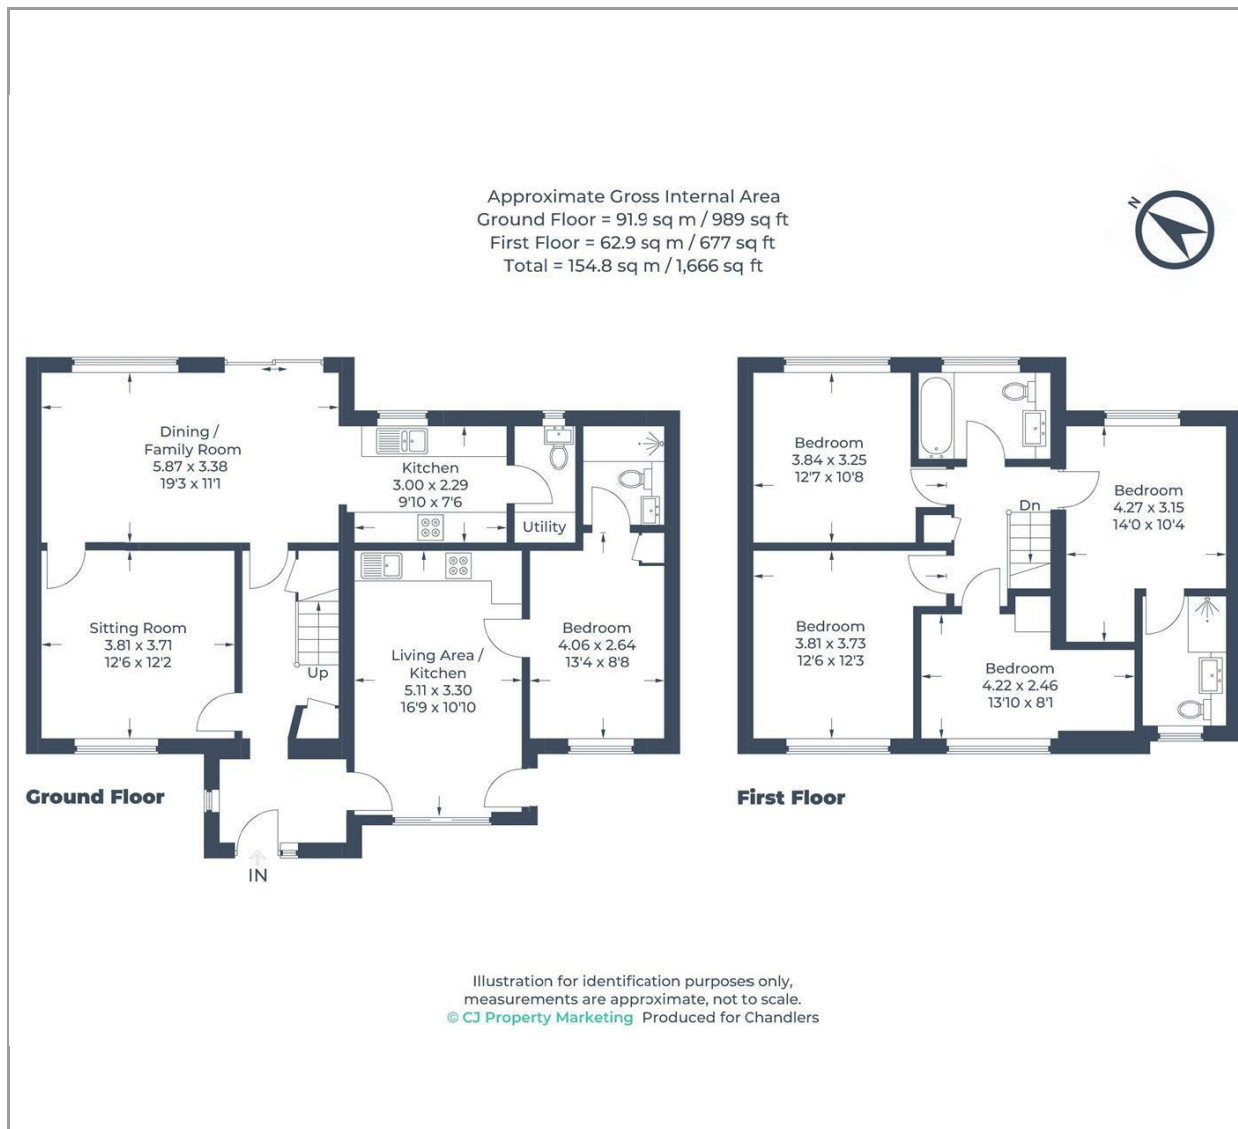 Approximate Gross Internal Area
Ground Floor = 91.9 sq m / 989 sq ft
First Floor = 62.9 sq m / 677 sq ft
Total = 154.8 sq m / 1,666 sq ft
N
Dining /
Family Room
5.87 x 3.38
19'3 x 11'1
Kitchen
3.00 x 2.29
9'10 x 7'6
Utility
Sitting Room
3.81 x 3.71
12'6 x 12'2
Up
Living Area /
Kitchen
5.11 x 3.30
16'9 x 10'10
Bedroom
4.06 x 2.64
13'4 x 8'8
Ground Floor
IN
Bedroom
3.84 x 3.25
12'7 x 10'8
Dn
Bedroom
4.27 x 3.15
14'0 x 10'4
Bedroom
3.81 x 3.73
12'6 x 12'3
Bedroom
4.22 x 2.46
13'10 x 8'1
First Floor
Illustration for identification purposes only,
measurements are approximate, not to scale.
© CJ Property Marketing Produced for Chandlers